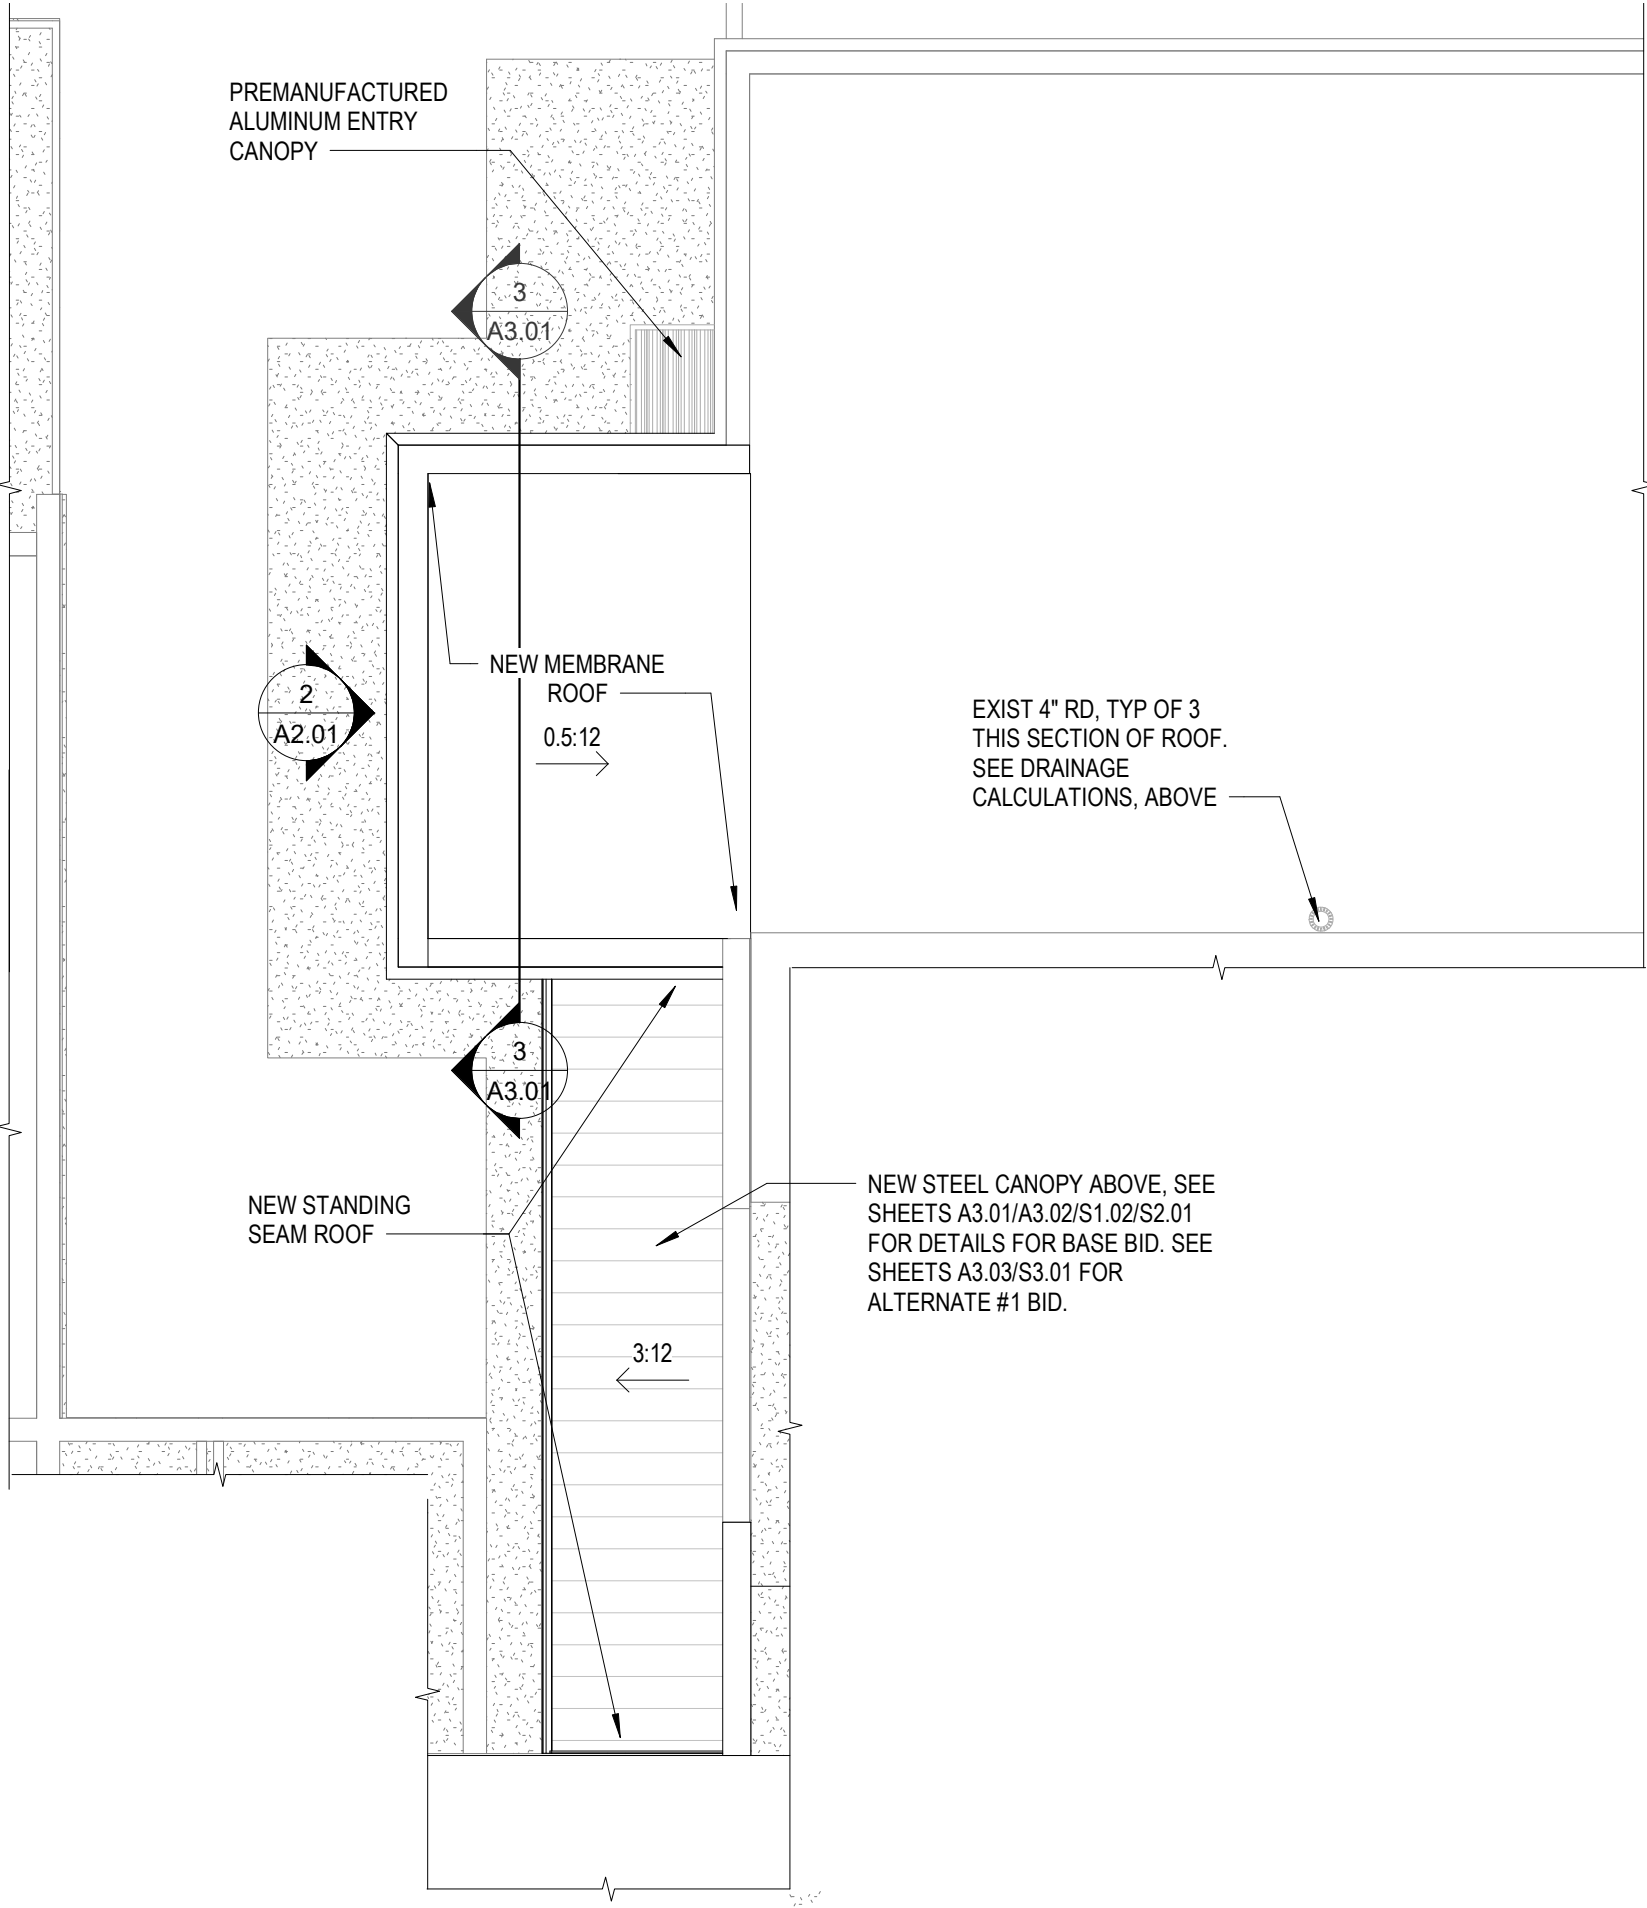 PREMANUFACTURED
ALUMINUM ENTRY
CANOPY
3
A3.01
NEW MEMBRANE
ROOF
2
A2.01
0.5:12
EXIST 4" RD, TYP OF 3
THIS SECTION OF ROOF.
SEE DRAINAGE
CALCULATIONS, ABOVE
3
A3.01
NEW STANDING
SEAM ROOF
NEW STEEL CANOPY ABOVE, SEE
SHEETS A3.01/A3.02/S1.02/S2.01
FOR DETAILS FOR BASE BID. SEE
SHEETS A3.03/S3.01 FOR
ALTERNATE #1 BID.
3:12